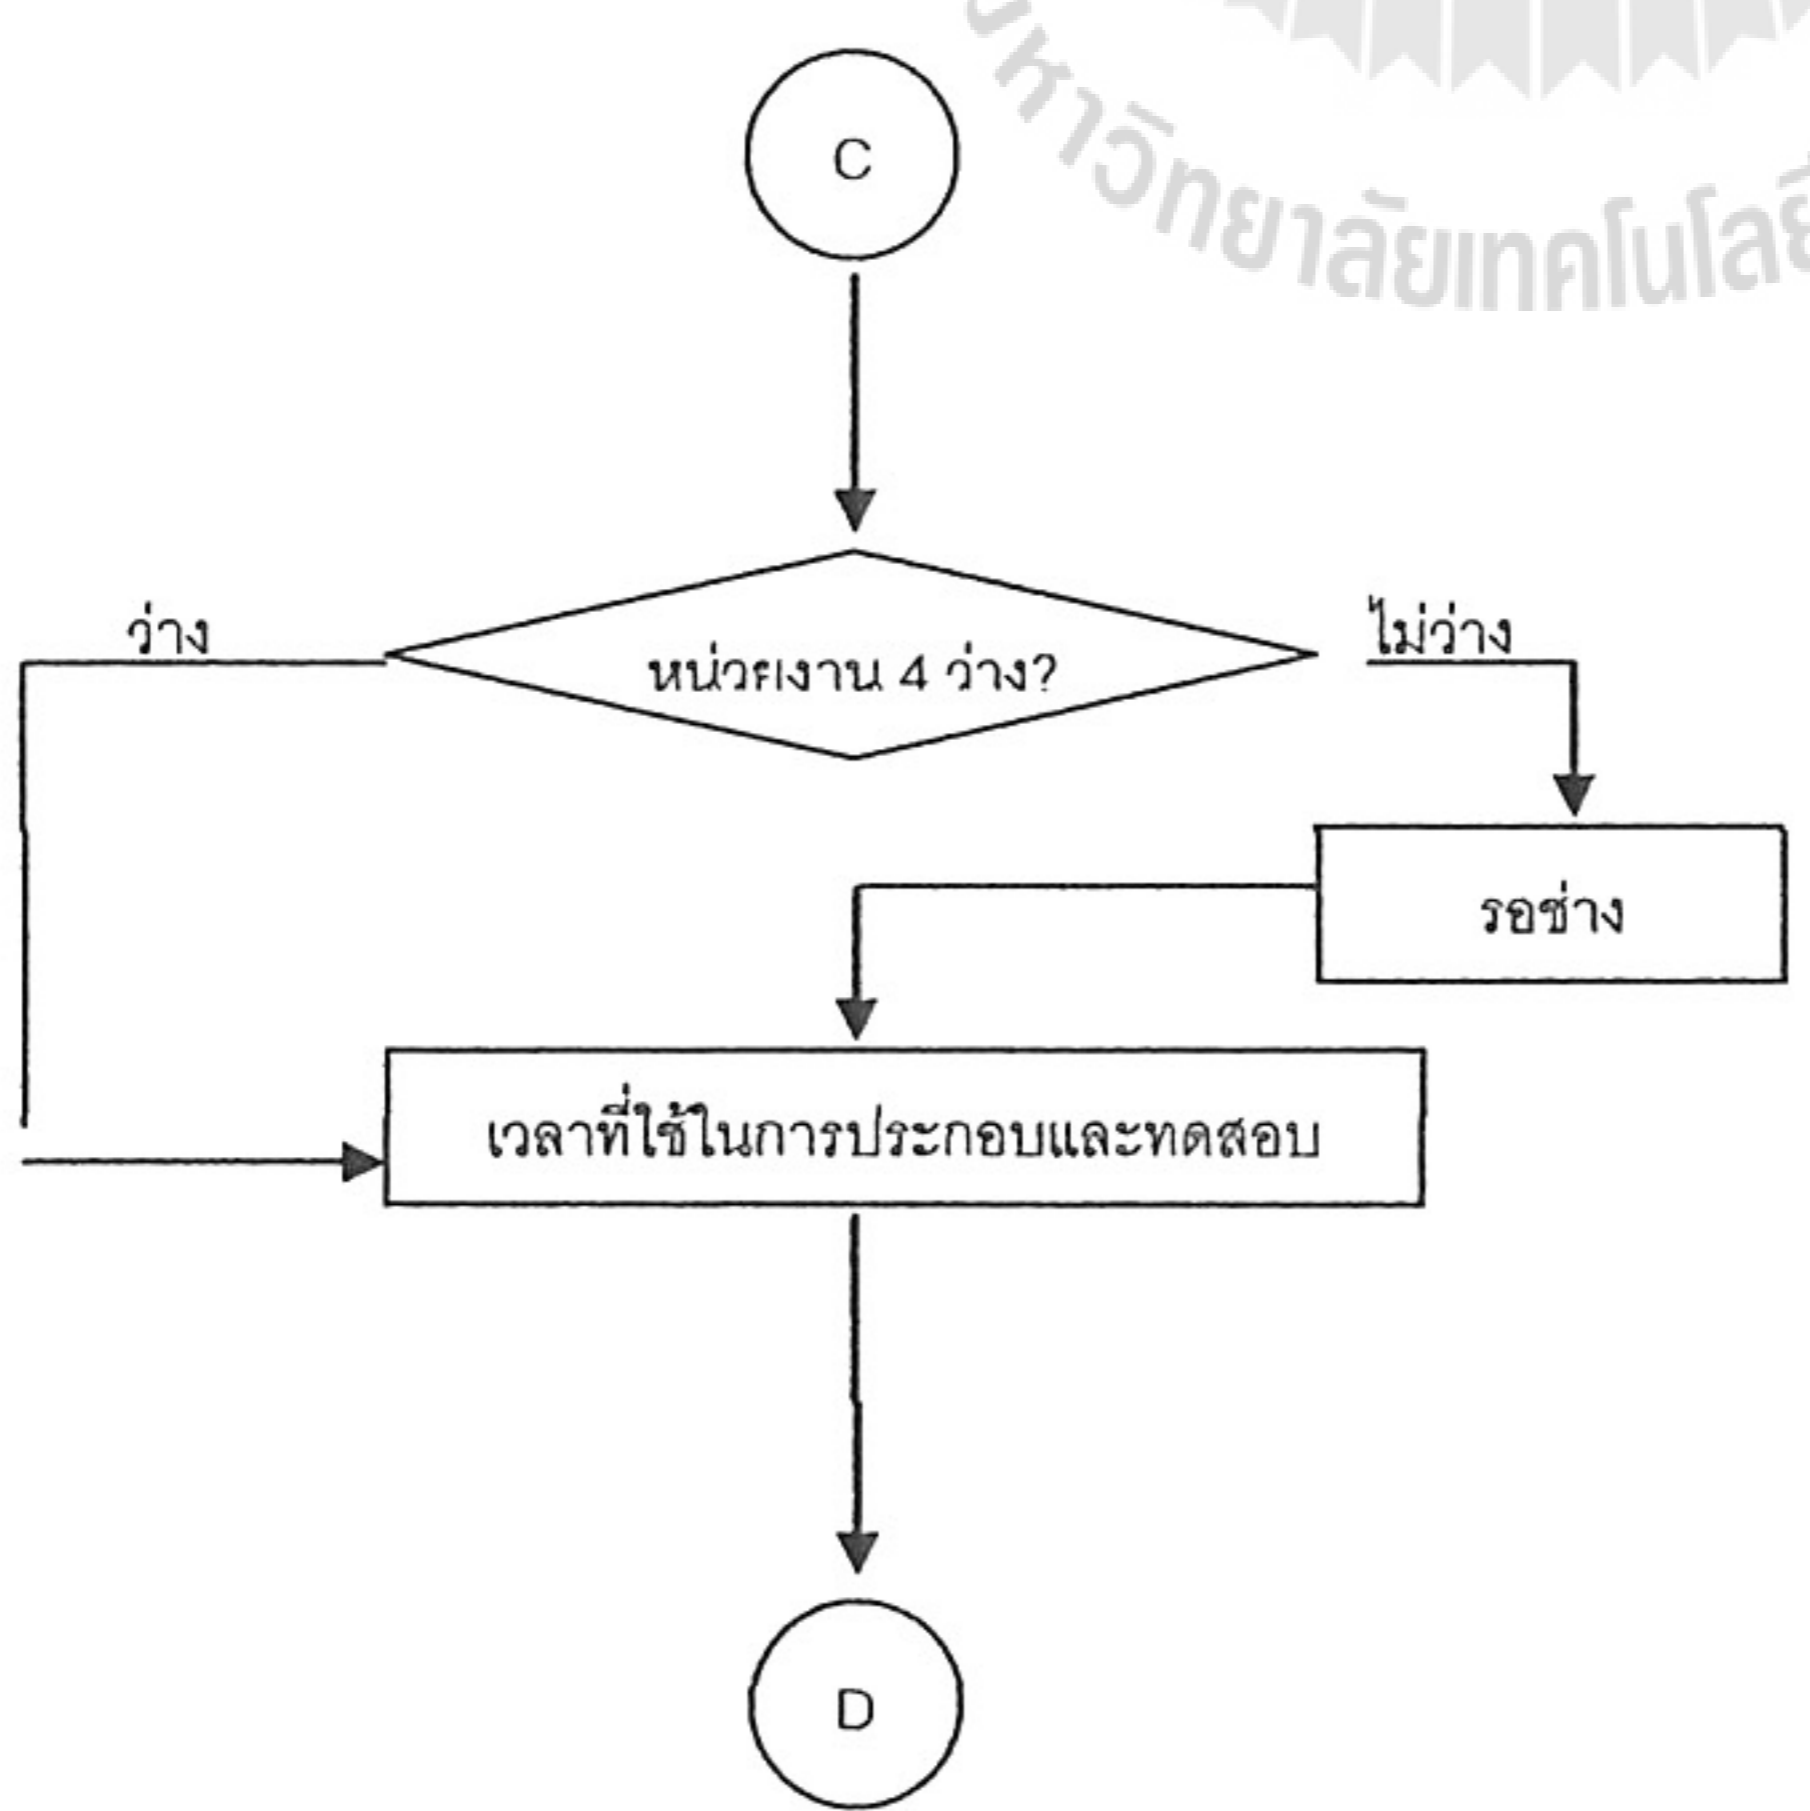 C
ว่าง
หน่วยงาน 4 ว่าง?
ไม่ว่าง
รอช่าง
เวลาที่ใช้ในการประกอบและทดสอบ
D
วิทยาลัยเทคโนโลยี